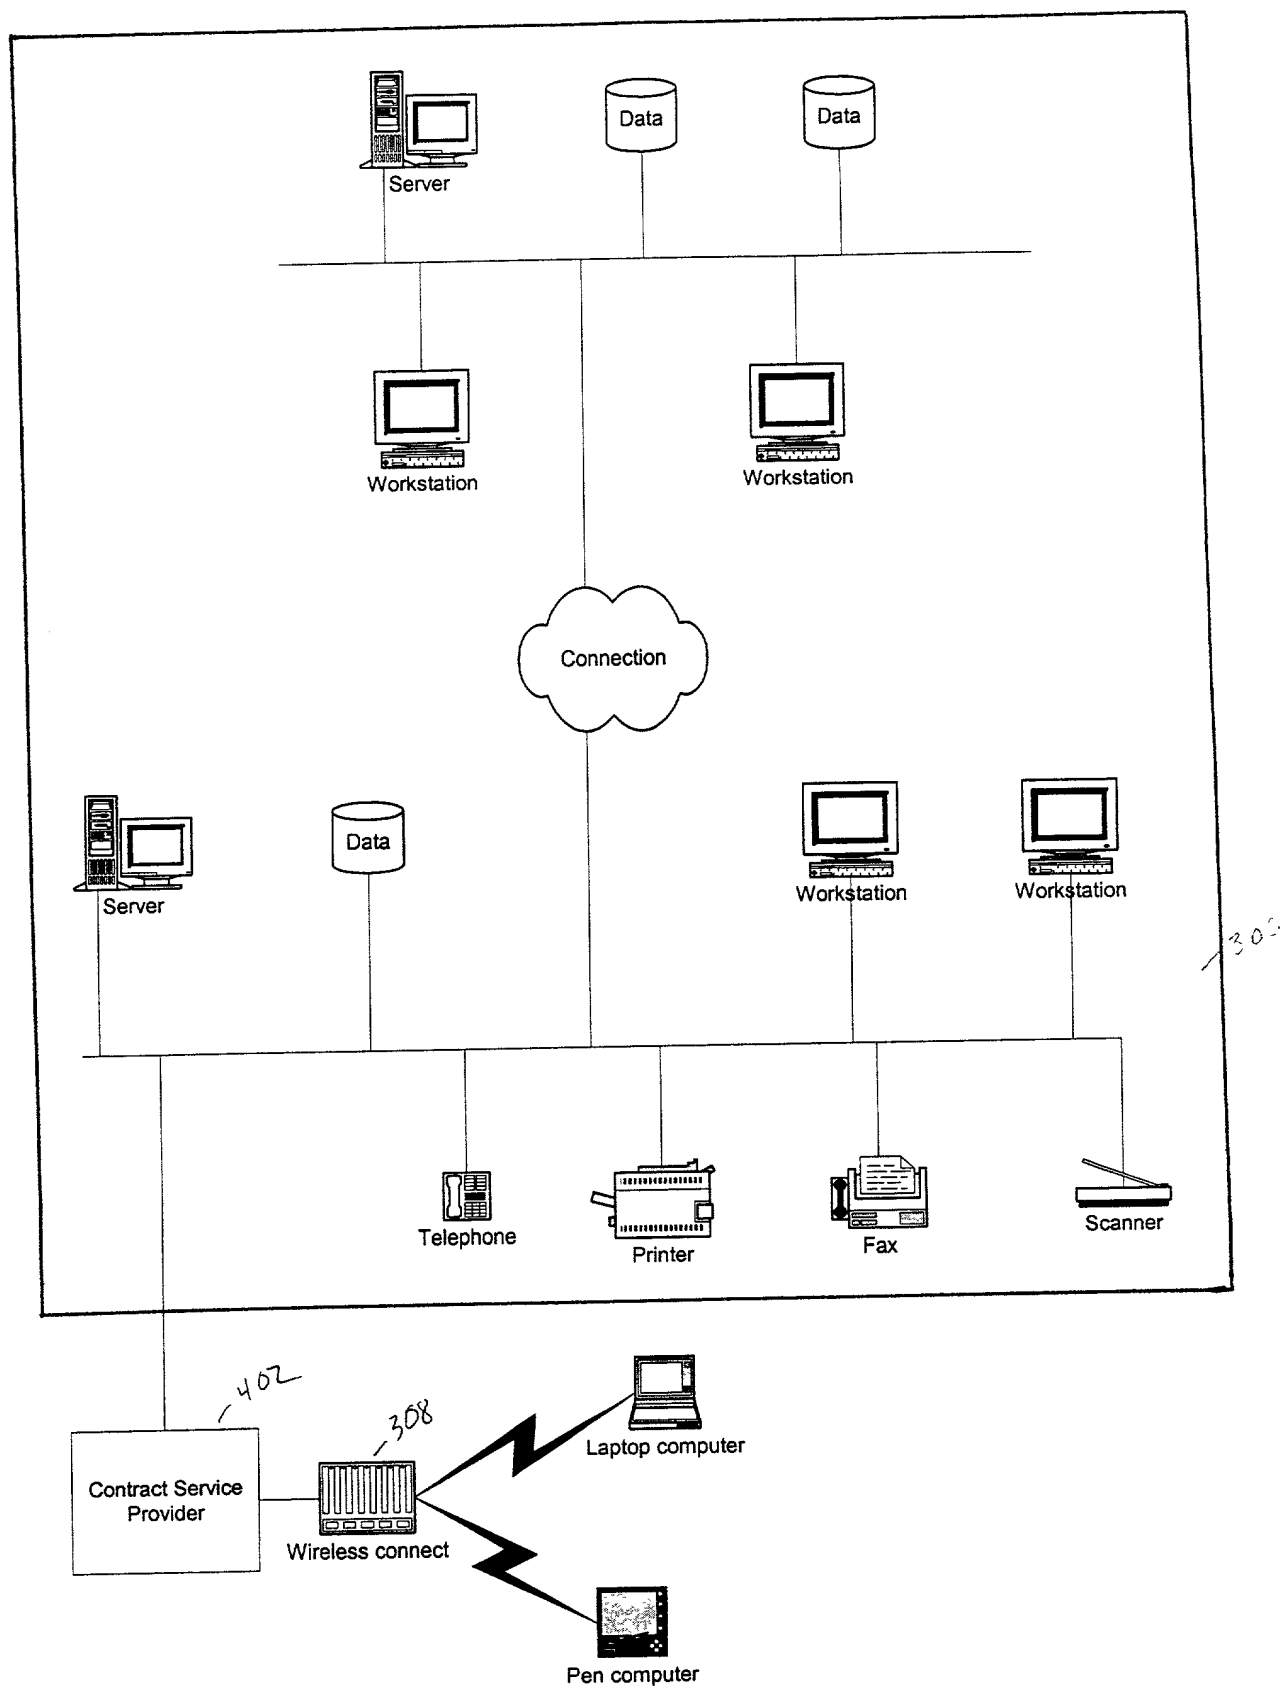 Data
Data
Server
Workstation
Workstation
Connection
Data
Server
Workstation
Workstation
Telephone
Printer
Fax
Scanner
402
308
Contract Service
Provider
Wireless connect
Laptop computer
Pen computer